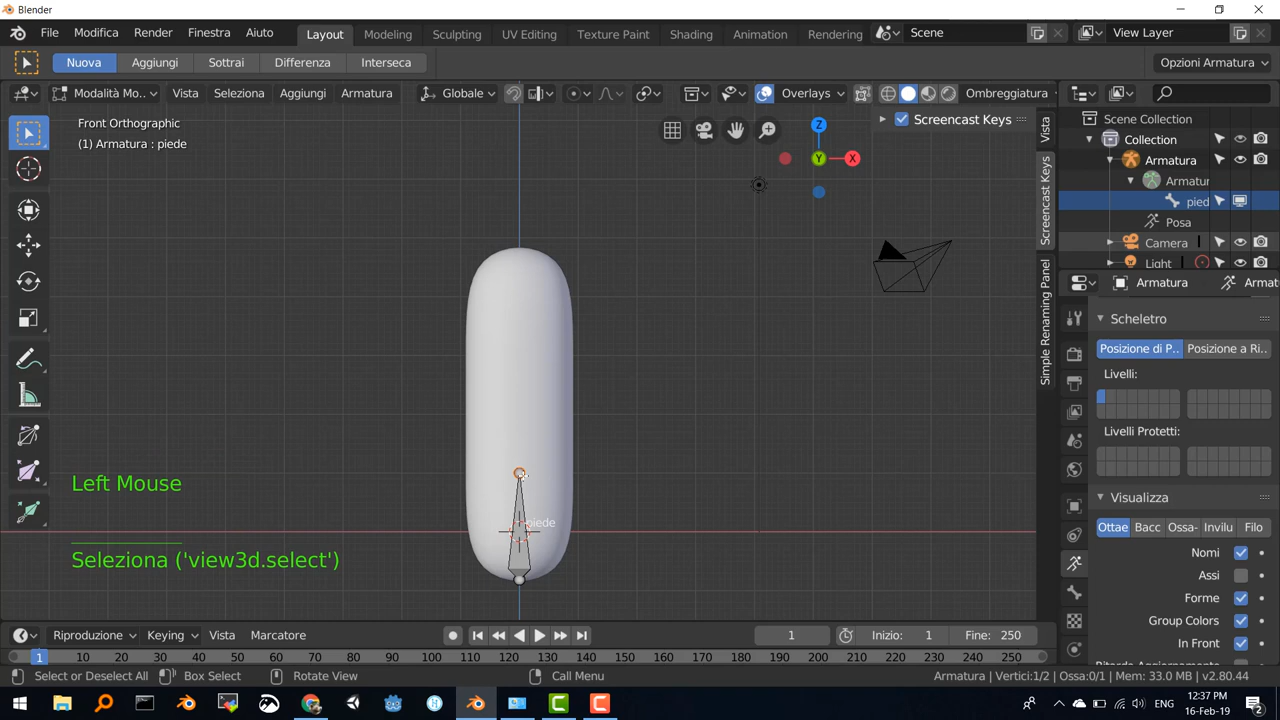 Blender
File Modifica Render Finestra Aiuto Layout Modeling Sculpting UV Editing Texture Paint Shading Animation Rendering Scene View Layer
Nuova Aggiungi Sottrai Differenza Interseca Opzioni Armatura
Modalità Mo... Vista Seleziona Aggiungi Armatura Globale Overlays Ombreggiatura
Front Orthographic
(1) Armatura : piede
Screencast Keys
Z
Y
X
Vista
Screencast Keys
Simple Renaming Panel
Scene Collection
Collection
Armatura
Armatur
pied
Posa
Camera
Light
Armatura Armat
Scheletro
Posizione di P.. Posizione a Ri..
Livelli:
Livelli Protetti:
Visualizza
Ottae Bacc Ossa- Invilu Filo
Nomi
Assi
Forme
Group Colors
In Front
Ritarda Aggiornamento
piede
Left Mouse
Seleziona ('view3d.select')
Riproduzione Keying Vista Marcatore 1 Inizio: 1 Fine: 250
1 10 20 30 40 50 60 70 80 90 100 110 120 130 140 150 160 170 180 190 200 210 220 230 240 250
Select or Deselect All Box Select Rotate View Call Menu Armatura | Vertici:1/2 | Ossa:0/1 | Mem: 33.0 MB | v2.80.44
12:37 PM
16-Feb-19
2